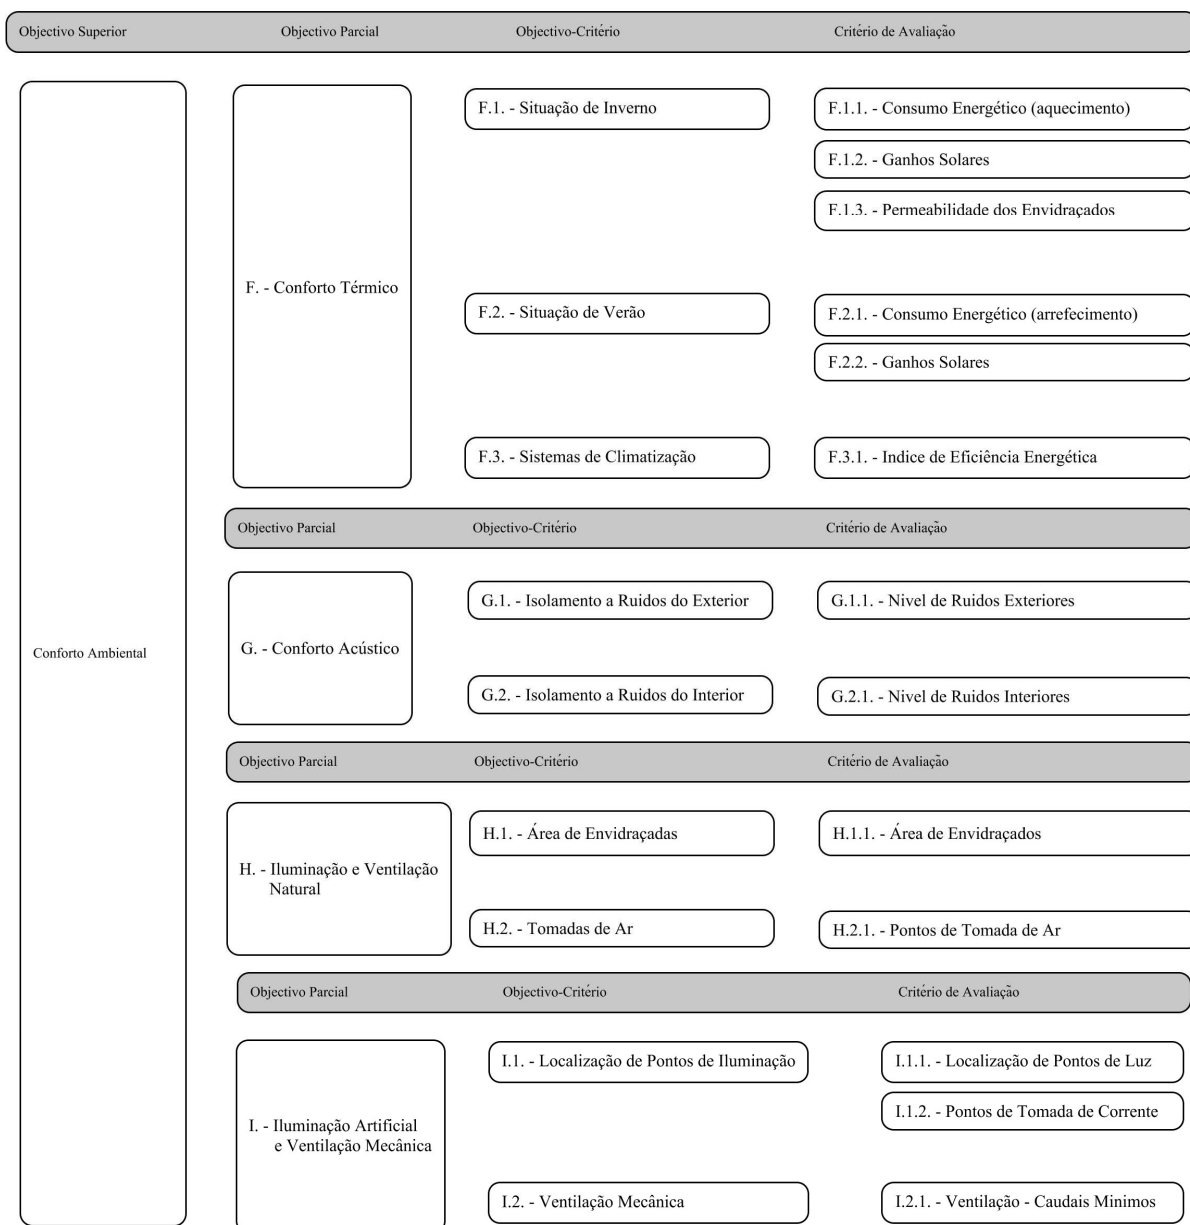 Objectivo Superior
Objectivo Parcial
Objectivo-Critério
Critério de Avaliação
Conforto Ambiental
F. - Conforto Térmico
F.1. - Situação de Inverno
F.1.1. - Consumo Energético (aquecimento)
F.1.2. - Ganhos Solares
F.1.3. - Permeabilidade dos Envidraçados
F.2. - Situação de Verão
F.2.1. - Consumo Energético (arrefecimento)
F.2.2. - Ganhos Solares
F.3. - Sistemas de Climatização
F.3.1. - Indice de Eficiência Energética
Objectivo Parcial
Objectivo-Critério
Critério de Avaliação
G. - Conforto Acústico
G.1. - Isolamento a Ruidos do Exterior
G.1.1. - Nivel de Ruidos Exteriores
G.2. - Isolamento a Ruidos do Interior
G.2.1. - Nivel de Ruidos Interiores
Objectivo Parcial
Objectivo-Critério
Critério de Avaliação
H. - Iluminação e Ventilação
Natural
H.1. - Área de Envidraçadas
H.1.1. - Área de Envidraçados
H.2. - Tomadas de Ar
H.2.1. - Pontos de Tomada de Ar
Objectivo Parcial
Objectivo-Critério
Critério de Avaliação
I. - Iluminação Artificial
e Ventilação Mecânica
I.1. - Localização de Pontos de Iluminação
I.1.1. - Localização de Pontos de Luz
I.1.2. - Pontos de Tomada de Corrente
I.2. - Ventilação Mecânica
I.2.1. - Ventilação - Caudais Minimos